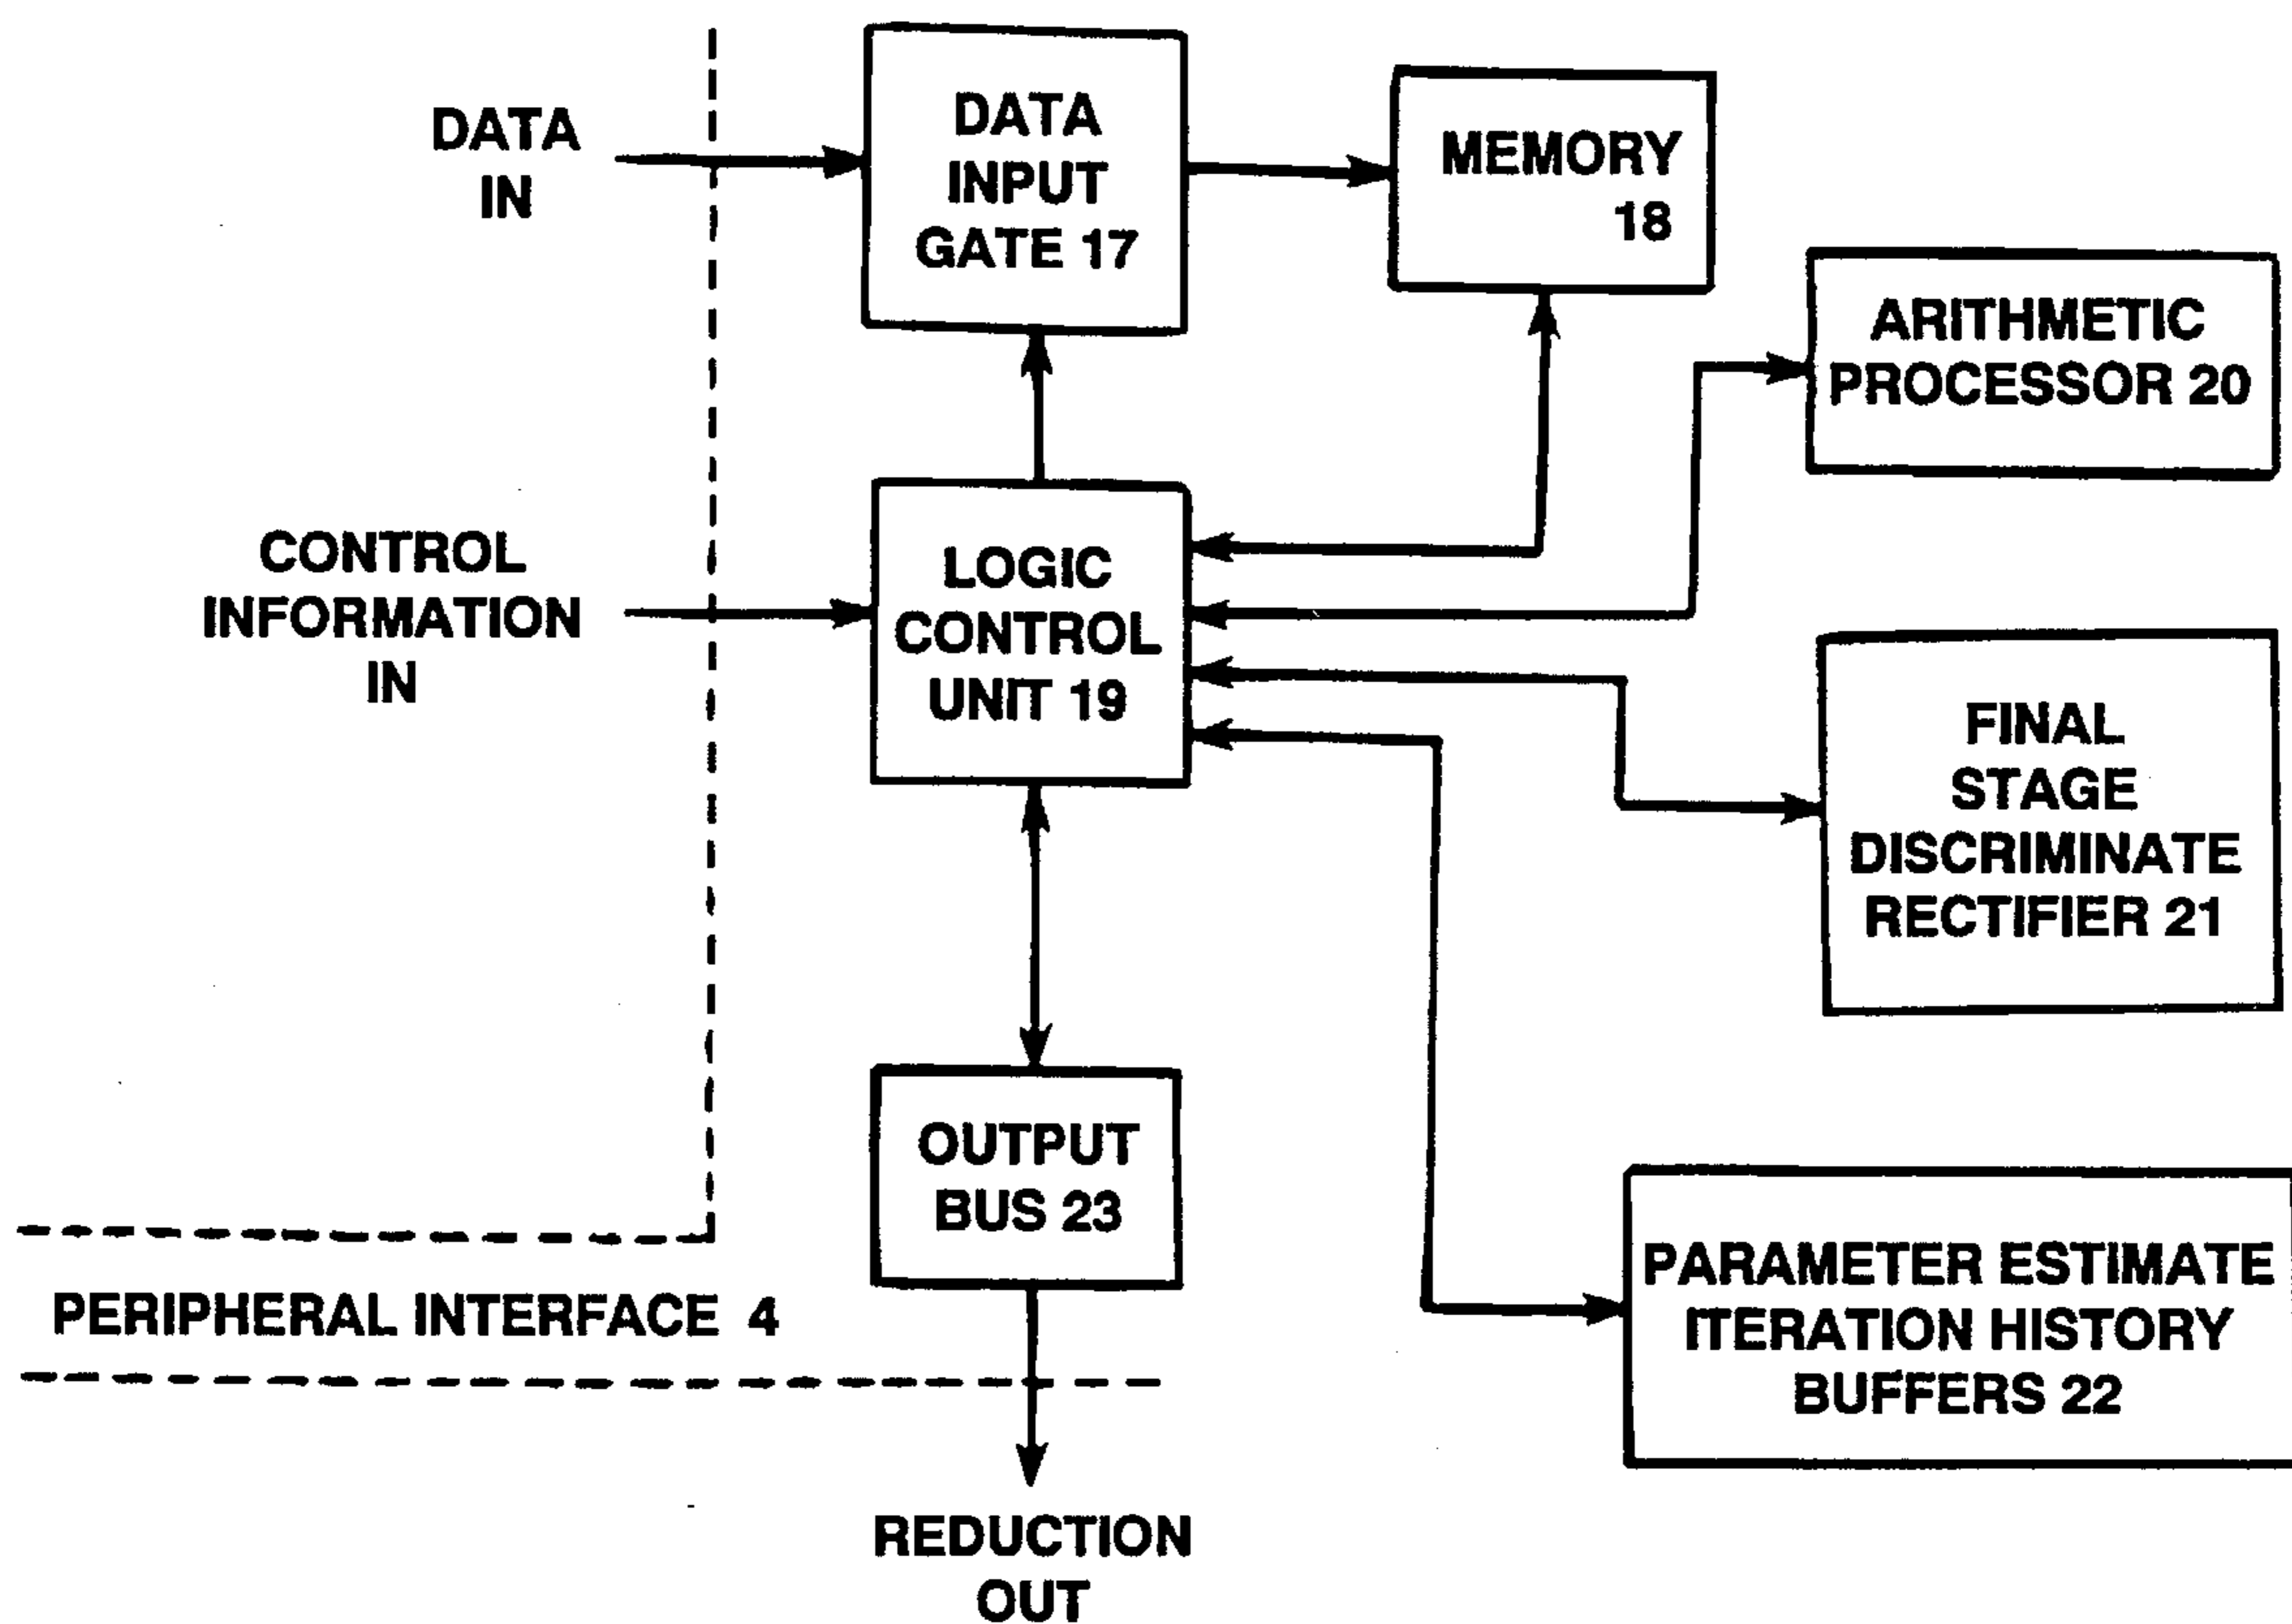 DATA
IN
DATA
INPUT
GATE 17
MEMORY
18
ARITHMETIC
PROCESSOR 20
CONTROL
INFORMATION
IN
LOGIC
CONTROL
UNIT 19
FINAL
STAGE
DISCRIMINATE
RECTIFIER 21
OUTPUT
BUS 23
PARAMETER ESTIMATE
ITERATION HISTORY
BUFFERS 22
PERIPHERAL INTERFACE 4
REDUCTION
OUT